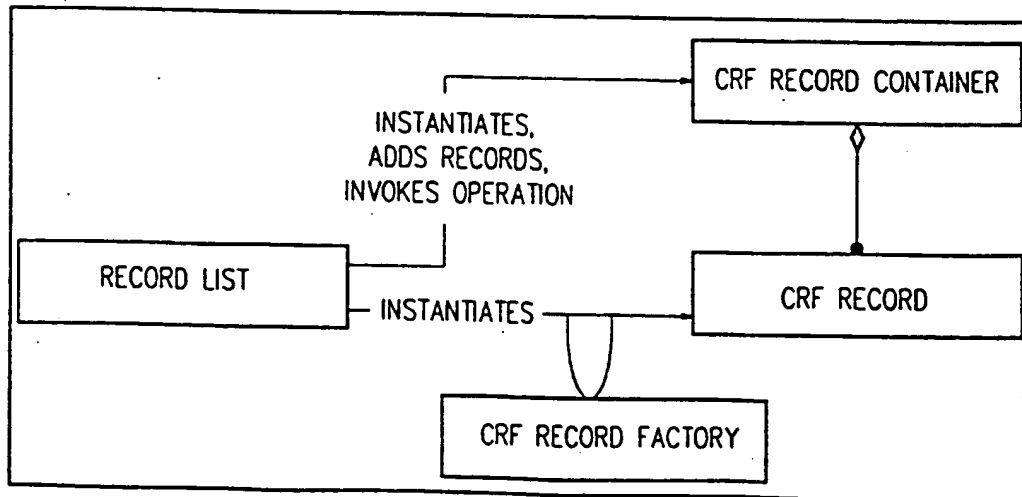 CRF RECORD CONTAINER
INSTANTIATES,
ADDS RECORDS,
INVOKES OPERATION
RECORD LIST
INSTANTIATES
CRF RECORD
CRF RECORD FACTORY